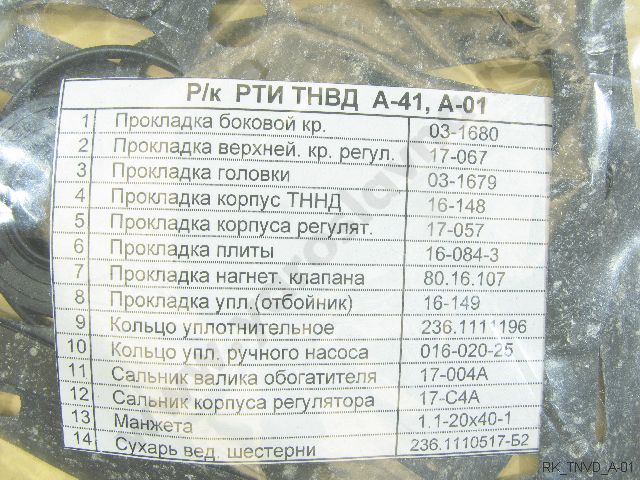 Р/к РТИ ТНВД А-41, А-01
1 Прокладка боковой кр. 03-1680
2 Прокладка верхней. кр. регул. 17-067
3 Прокладка головки 03-1679
4 Прокладка корпус ТННД 16-148
5 Прокладка корпуса регулят. 17-057
6 Прокладка плиты 16-084-3
7 Прокладка нагнет. клапана 80.16.107
8 Прокладка упл.(отбойник) 16-149
9 Кольцо уплотнительное 236.1111196
10 Кольцо упл. ручного насоса 016-020-25
11 Сальник валика обогатителя 17-004А
12 Сальник корпуса регулятора 17-С4А
13 Манжета 1.1-20х40-1
14 Сухарь вед. шестерни 236.1110517-Б2
RK_TNVD_A-01